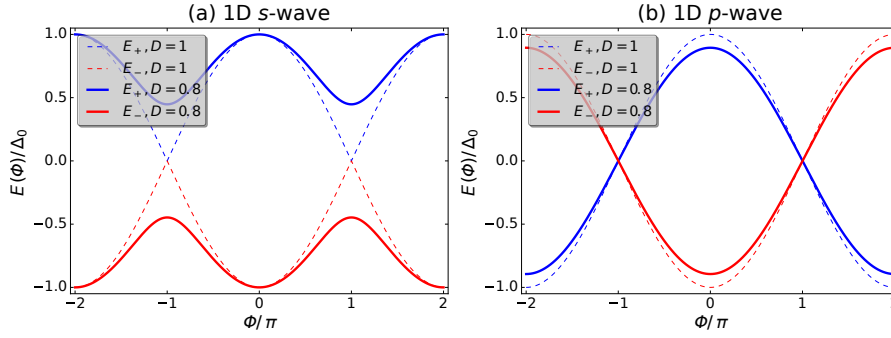 (a) 1D s-wave
E(Φ)/Δ₀
1.0
0.5
0.0
−0.5
−1.0
E₊, D = 1
E₋, D = 1
E₊, D = 0.8
E₋, D = 0.8
−2 −1 0 1 2
Φ/π
(b) 1D p-wave
E(Φ)/Δ₀
1.0
0.5
0.0
−0.5
−1.0
E₊, D = 1
E₋, D = 1
E₊, D = 0.8
E₋, D = 0.8
−2 −1 0 1
Φ/π